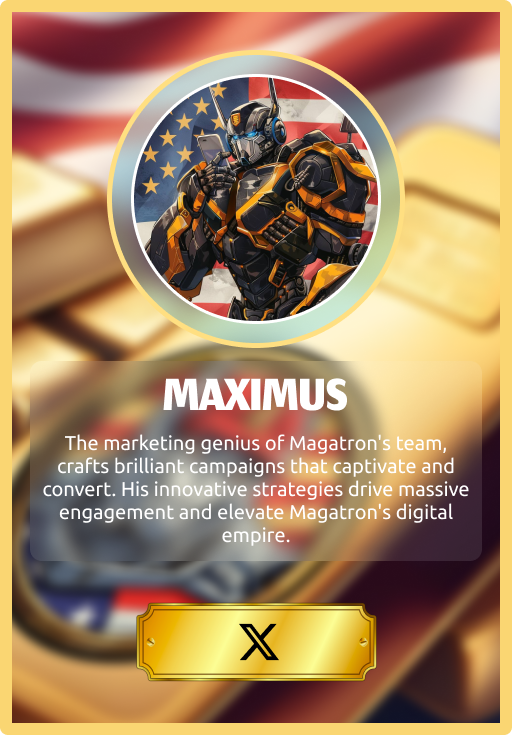 MAXIMUS
The marketing genius of Magatron's team,
crafts brilliant campaigns that captivate and
convert. His innovative strategies drive massive
engagement and elevate Magatron's digital
empire.
X